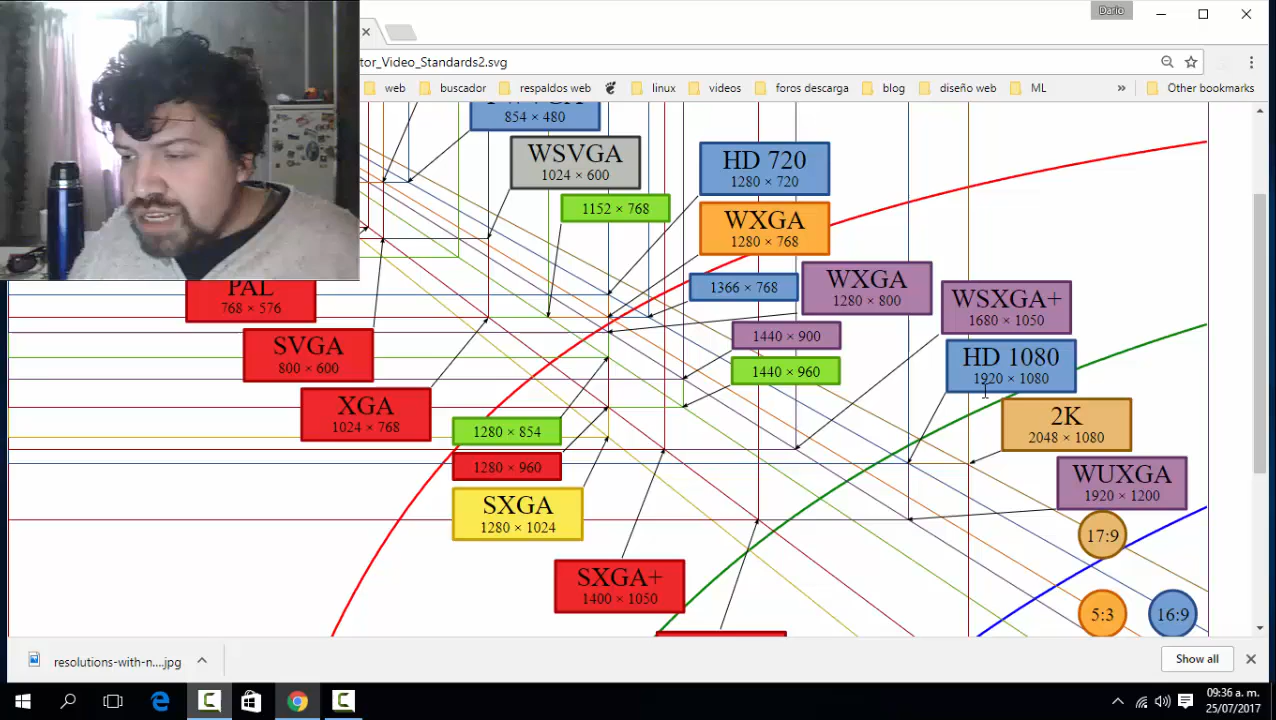 Dario
tor_Video_Standards2.svg
web
buscador
respaldos web
linux
videos
foros descarga
blog
diseño web
ML
»
Other bookmarks
854 × 480
WSVGA
1024 × 600
1152 × 768
HD 720
1280 × 720
WXGA
1280 × 768
1366 × 768
WXGA
1280 × 800
WSXGA+
1680 × 1050
1440 × 900
HD 1080
1920 × 1080
1440 × 960
PAL
768 × 576
SVGA
800 × 600
XGA
1024 × 768
2K
2048 × 1080
1280 × 854
1280 × 960
WUXGA
1920 × 1200
SXGA
1280 × 1024
17:9
SXGA+
1400 × 1050
5:3
16:9
resolutions-with-n....jpg
Show all
09:36 a. m.
25/07/2017